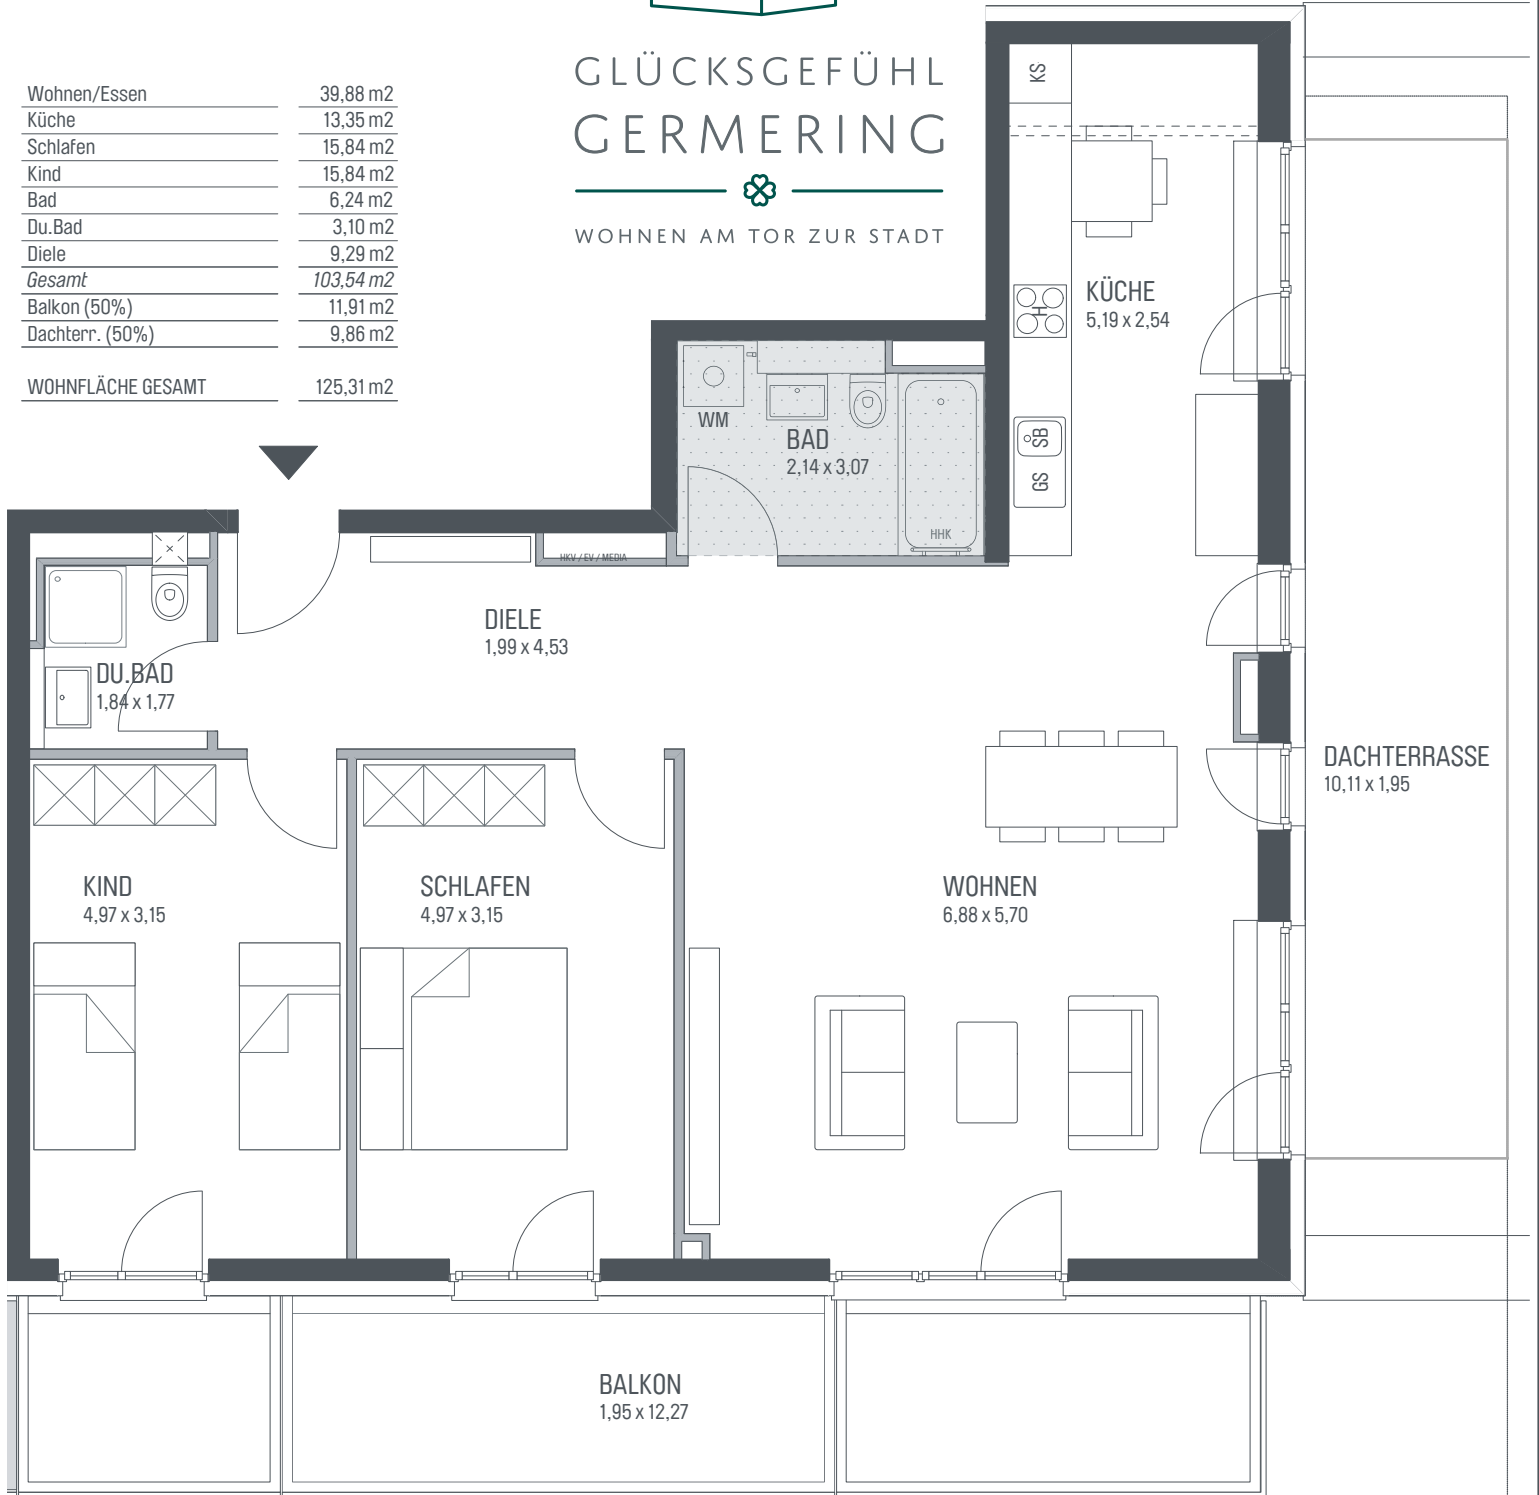 GLÜCKSGEFÜHL
GERMERING
WOHNEN AM TOR ZUR STADT
Wohnen/Essen 39,88 m2
Küche 13,35 m2
Schlafen 15,84 m2
Kind 15,84 m2
Bad 6,24 m2
Du.Bad 3,10 m2
Diele 9,29 m2
Gesamt 103,54 m2
Balkon (50%) 11,91 m2
Dachterr. (50%) 9,86 m2
WOHNFLÄCHE GESAMT 125,31 m2
KS
KÜCHE
5,19 x 2,54
H
SB
GS
WM
BAD
2,14 x 3,07
HHK
HKV / EV / MEDIA
DIELE
1,99 x 4,53
DU.BAD
1,84 x 1,77
DACHTERRASSE
10,11 x 1,95
KIND
4,97 x 3,15
SCHLAFEN
4,97 x 3,15
WOHNEN
6,88 x 5,70
BALKON
1,95 x 12,27